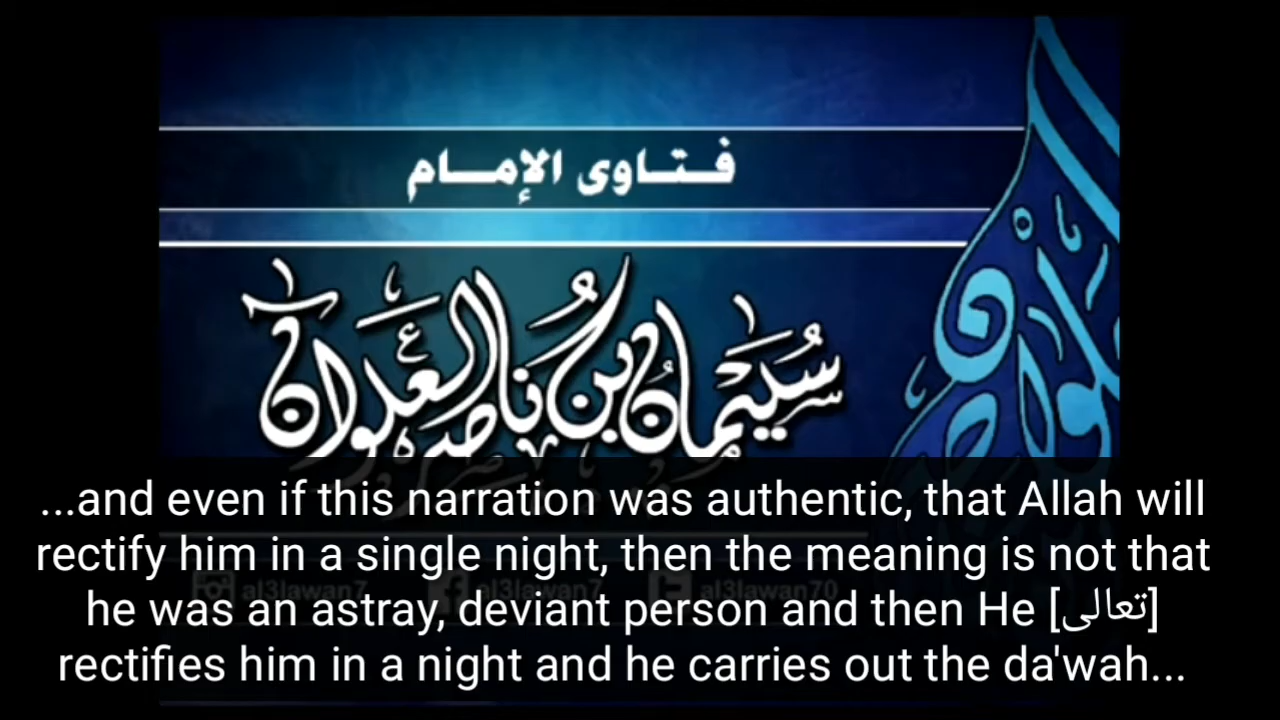 فتاوى الإمام
سليمان بن ناصر العلوان
علوان
...and even if this narration was authentic, that Allah will
rectify him in a single night, then the meaning is not that
al3lawan7
al3lawan7
al3lawan70
he was an astray, deviant person and then He [تعالى]
rectifies him in a night and he carries out the da'wah...